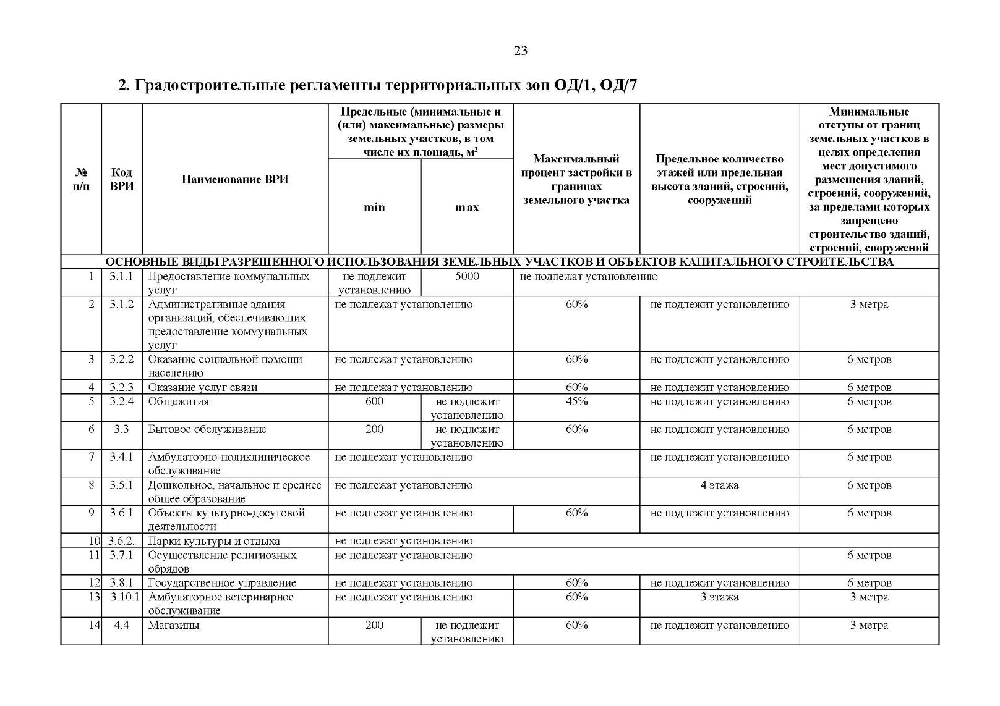 23
2. Градостроительные регламенты территориальных зон ОД/1, ОД/7
№
п/п
Код
ВРИ
Наименование ВРИ
Предельные (минимальные и
(или) максимальные) размеры
земельных участков, в том
числе их площадь, м²
min
max
Максимальный
процент застройки в
границах
земельного участка
Предельное количество
этажей или предельная
высота зданий, строений,
сооружений
Минимальные
отступы от границ
земельных участков в
целях определения
мест допустимого
размещения зданий,
строений, сооружений,
за пределами которых
запрещено
строительство зданий,
строений, сооружений
ОСНОВНЫЕ ВИДЫ РАЗРЕШЕННОГО ИСПОЛЬЗОВАНИЯ ЗЕМЕЛЬНЫХ УЧАСТКОВ И ОБЪЕКТОВ КАПИТАЛЬНОГО СТРОИТЕЛЬСТВА
1 3.1.1 Предоставление коммунальных не подлежит 5000 не подлежат установлению
услуг установлению
2 3.1.2 Административные здания не подлежат установлению 60% не подлежит установлению 3 метра
организаций, обеспечивающих
предоставление коммунальных
услуг
3 3.2.2 Оказание социальной помощи не подлежат установлению 60% не подлежит установлению 6 метров
населению
4 3.2.3 Оказание услуг связи не подлежат установлению 60% не подлежит установлению 6 метров
5 3.2.4 Общежития 600 не подлежит 45% не подлежит установлению 6 метров
установлению
6 3.3 Бытовое обслуживание 200 не подлежит 60% не подлежит установлению 6 метров
установлению
7 3.4.1 Амбулаторно-поликлиническое не подлежат установлению не подлежит установлению 6 метров
обслуживание
8 3.5.1 Дошкольное, начальное и среднее не подлежат установлению 4 этажа 6 метров
общее образование
9 3.6.1 Объекты культурно-досуговой не подлежат установлению 60% не подлежит установлению 6 метров
деятельности
10 3.6.2. Парки культуры и отдыха не подлежат установлению
11 3.7.1 Осуществление религиозных не подлежат установлению 6 метров
обрядов
12 3.8.1 Государственное управление не подлежат установлению 60% не подлежит установлению 6 метров
13 3.10.1 Амбулаторное ветеринарное не подлежат установлению 60% 3 этажа 3 метра
обслуживание
14 4.4 Магазины 200 не подлежит 60% не подлежит установлению 3 метра
установлению